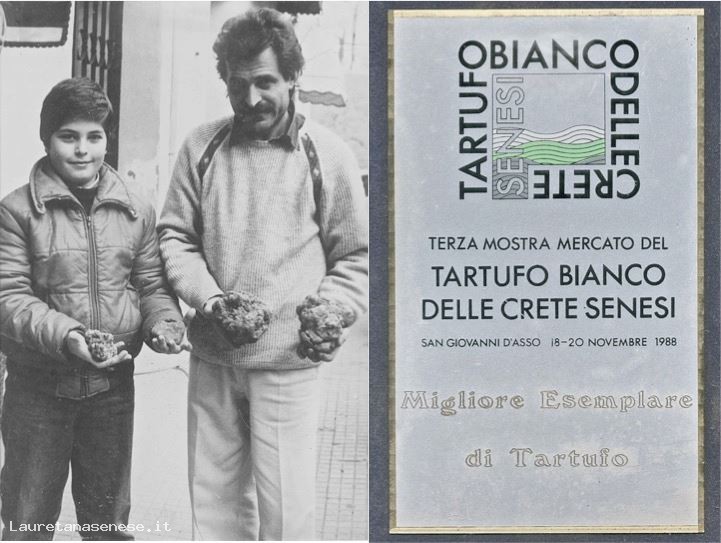 TARTUFO
BIANCO
DELLE
CRETE
SENESI
TERZA MOSTRA MERCATO DEL
TARTUFO BIANCO
DELLE CRETE SENESI
SAN GIOVANNI D'ASSO 18-20 NOVEMBRE 1988
Migliore Esemplare
di Tartufo
Lauretanasenese.it